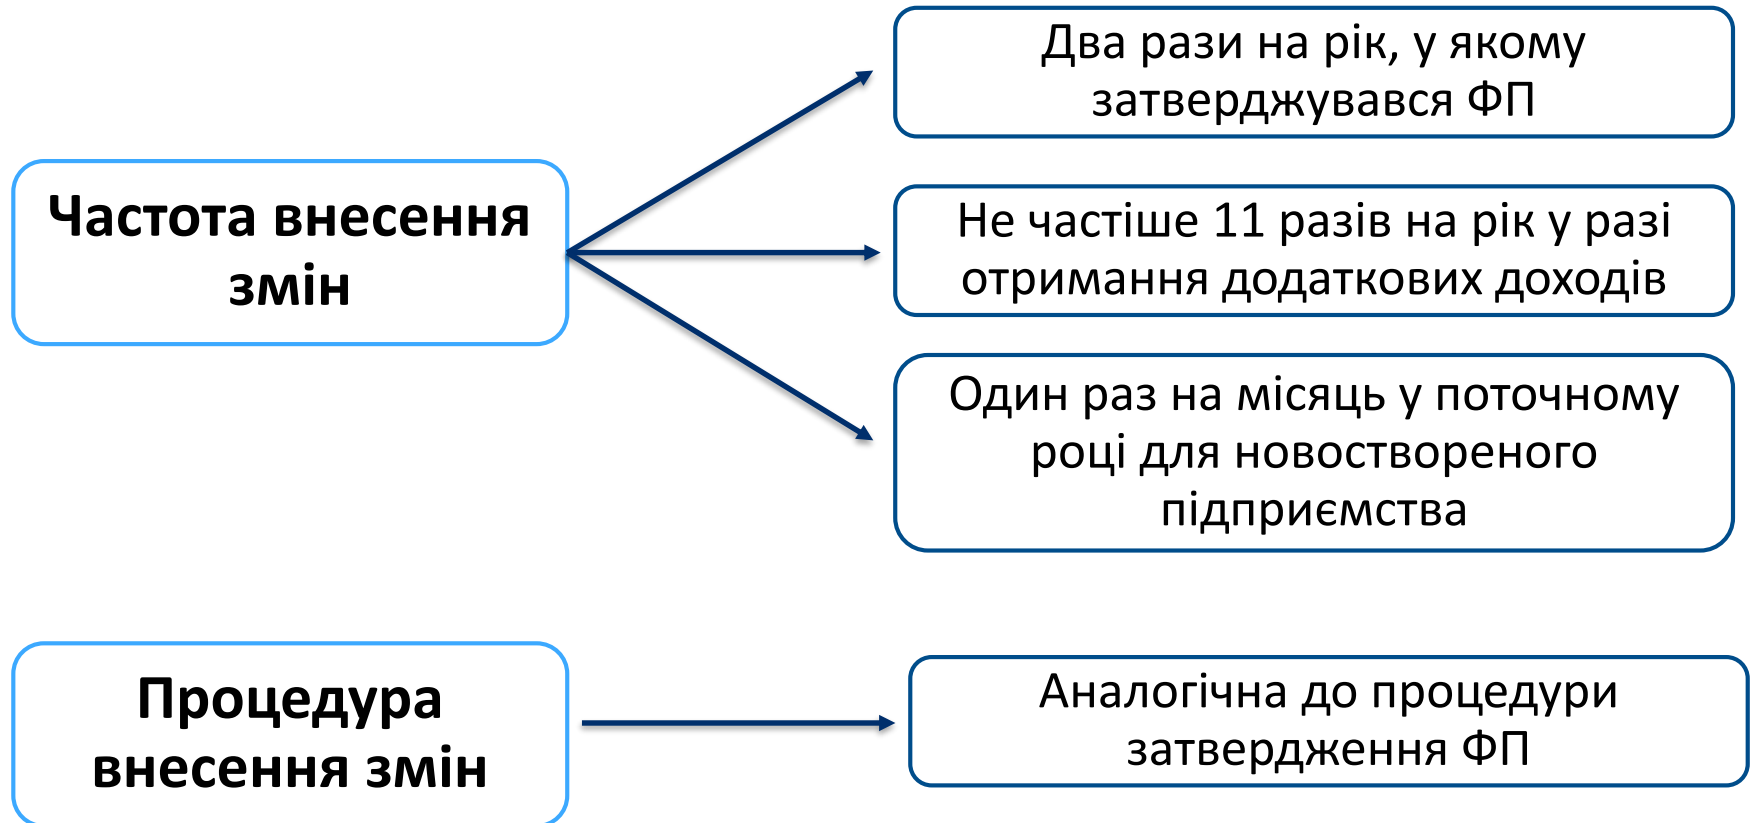 Частота внесення
змін
Два рази на рік, у якому
затверджувався ФП
Не частіше 11 разів на рік у разі
отримання додаткових доходів
Один раз на місяць у поточному
році для новоствореного
підприємства
Процедура
внесення змін
Аналогічна до процедури
затвердження ФП